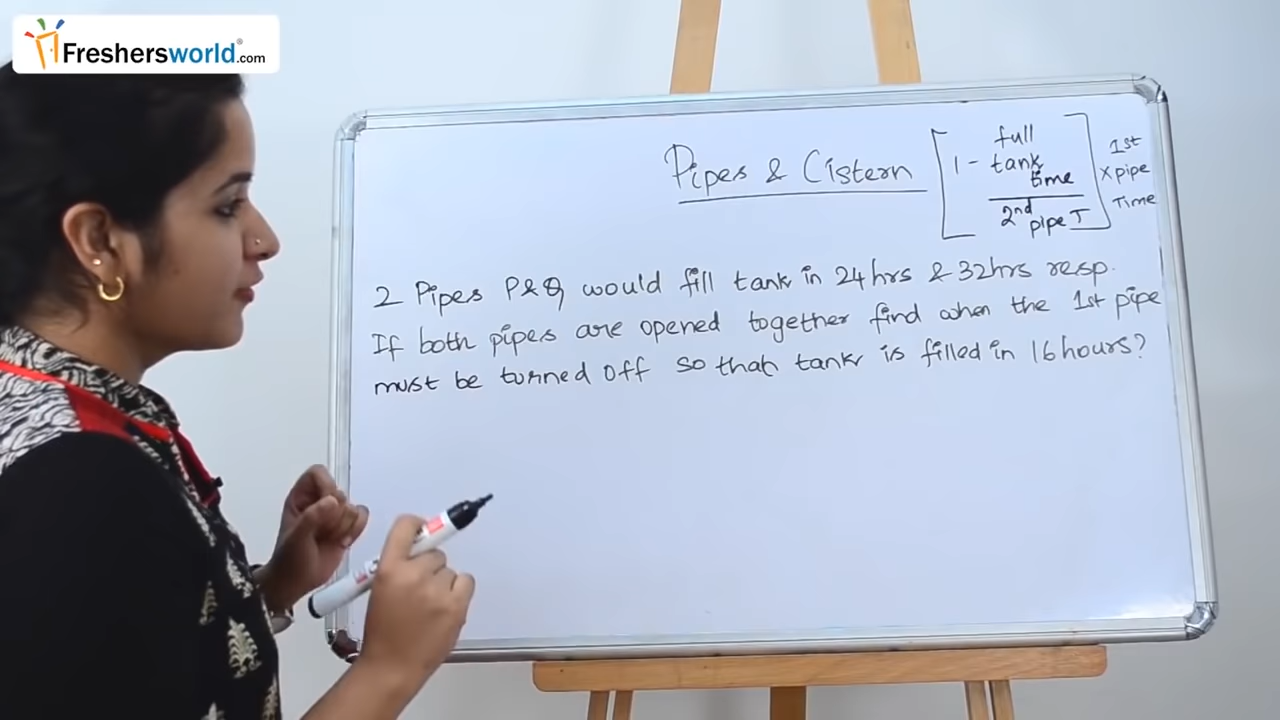 Freshersworld.com
Pipes & Cistern
[1 - full tank time / 2nd pipe T] x 1st pipe Time
2 Pipes P&Q would fill tank in 24hrs & 32hrs resp.
If both pipes are opened together find when the 1st pipe
must be turned off so that tank is filled in 16 hours?